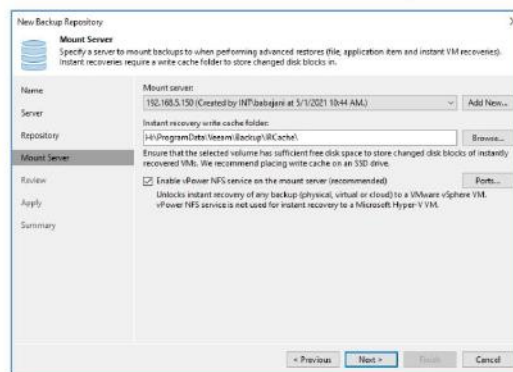 New Backup Repository
Mount Server
Specify a server to mount backups to when performing advanced restores (file, application item and instant VM recoveries).
Instant recoveries require a write cache folder to store changed disk blocks in.
Name
Server
Repository
Mount Server
Review
Apply
Summary
Mount server:
192.168.5.150 (Created by INT\babajani at 5/1/2021 10:44 AM.)
Add New...
Instant recovery write cache folder:
H:\ProgramData\Veeam\Backup\IRCache\
Browse...
Ensure that the selected volume has sufficient free disk space to store changed disk blocks of instantly
recovered VMs. We recommend placing write cache on an SSD drive.
Enable vPower NFS service on the mount server (recommended)
Ports...
Unlocks instant recovery of any backup (physical, virtual or cloud) to a VMware vSphere VM.
vPower NFS service is not used for instant recovery to a Microsoft Hyper-V VM.
< Previous
Next >
Finish
Cancel